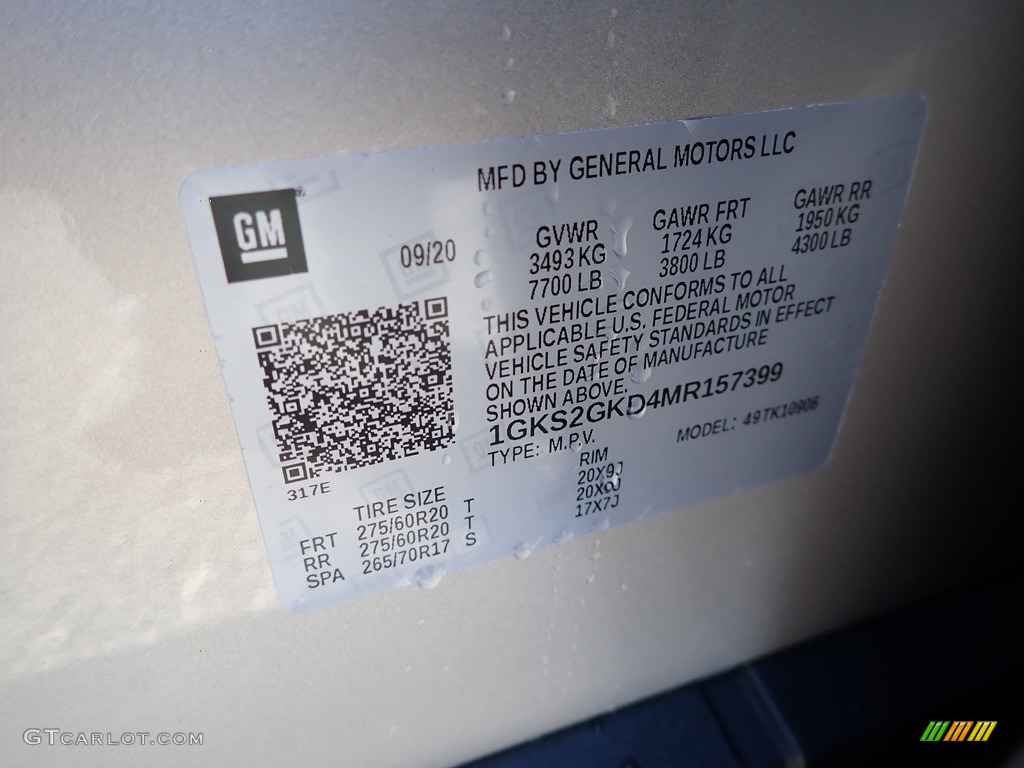 MFD BY GENERAL MOTORS LLC
GM
09/20
GVWR
3493 KG
7700 LB
GAWR FRT
1724 KG
3800 LB
GAWR RR
1950 KG
4300 LB
THIS VEHICLE CONFORMS TO ALL
APPLICABLE U.S. FEDERAL MOTOR
VEHICLE SAFETY STANDARDS IN EFFECT
ON THE DATE OF MANUFACTURE
SHOWN ABOVE.
1GKS2GKD4MR157399
TYPE: M.P.V.
MODEL: 49TK10906
317E
TIRE SIZE
RIM
FRT 275/60R20 T 20X9J
RR 275/60R20 T 20X9J
SPA 265/70R17 S 17X7J
GTCARLOT.COM